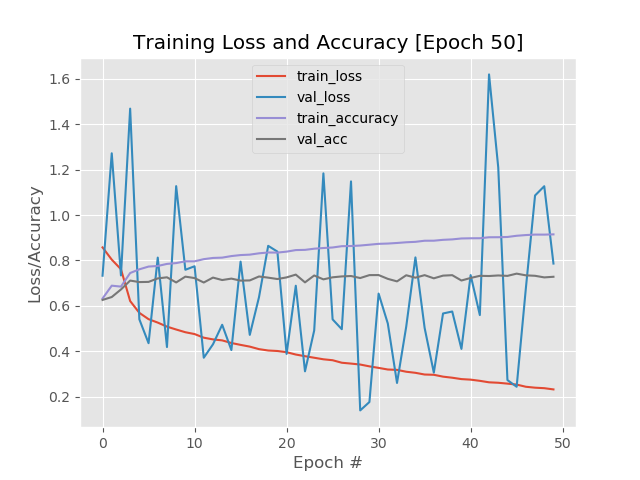 Training Loss and Accuracy [Epoch 50]
train_loss
val_loss
train_accuracy
val_acc
1.6
1.4
1.2
1.0
0.8
0.6
0.4
0.2
Loss/Accuracy
0 10 20 30 40 50
Epoch #